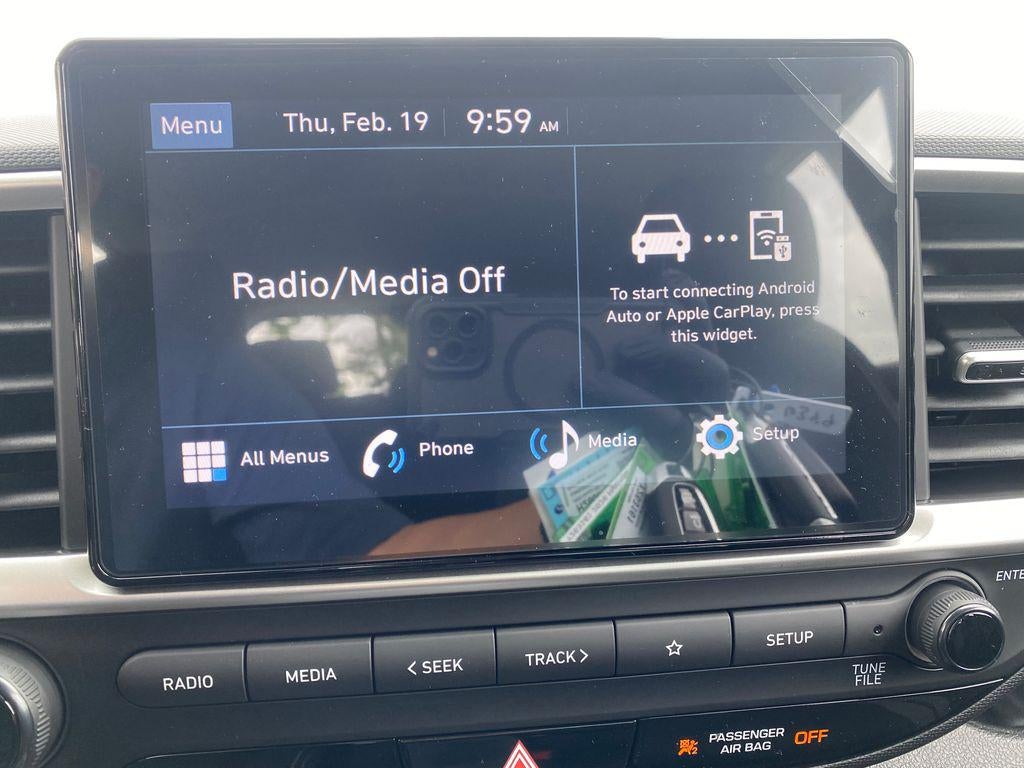 Menu
Thu, Feb. 19
9:59 AM
Radio/Media Off
To start connecting Android
Auto or Apple CarPlay, press
this widget.
All Menus
Phone
Media
Setup
RADIO
MEDIA
< SEEK
TRACK >
☆
SETUP
TUNE
FILE
PASSENGER
AIR BAG
OFF